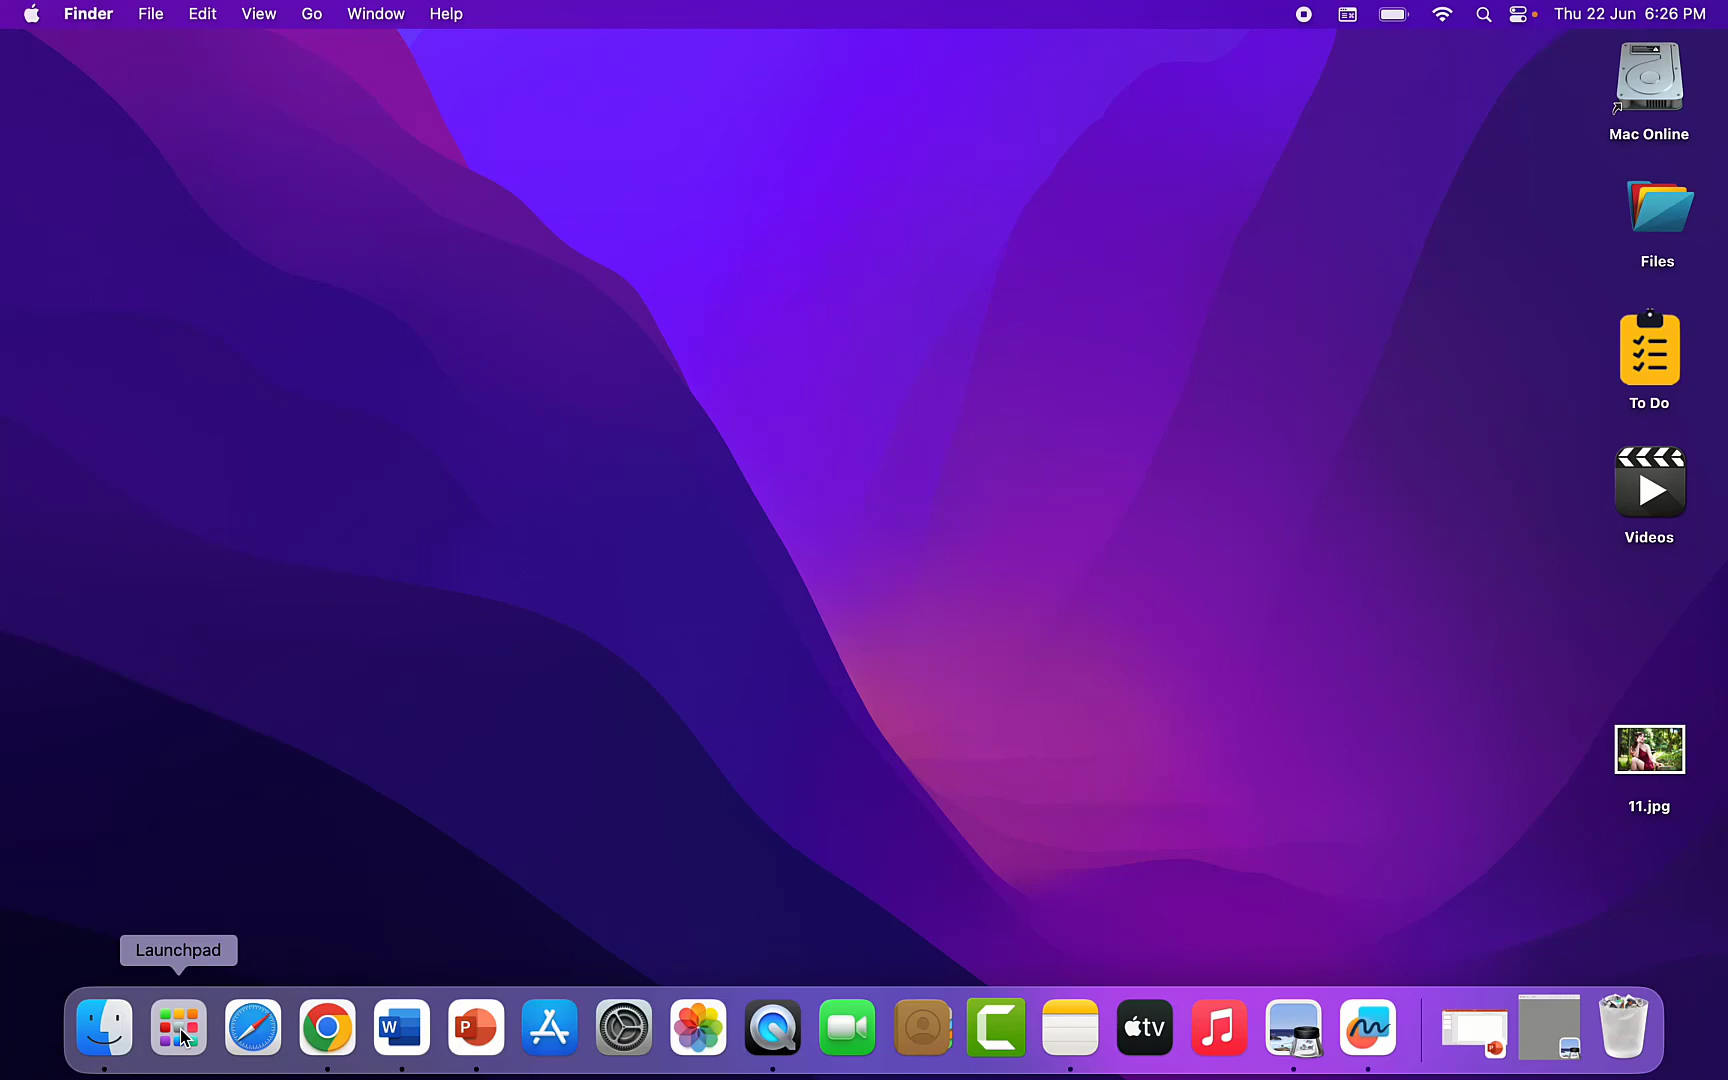 Finder File Edit View Go Window Help Thu 22 Jun 6:26 PM
Mac Online
Files
To Do
Videos
11.jpg
Launchpad
W
P
tv